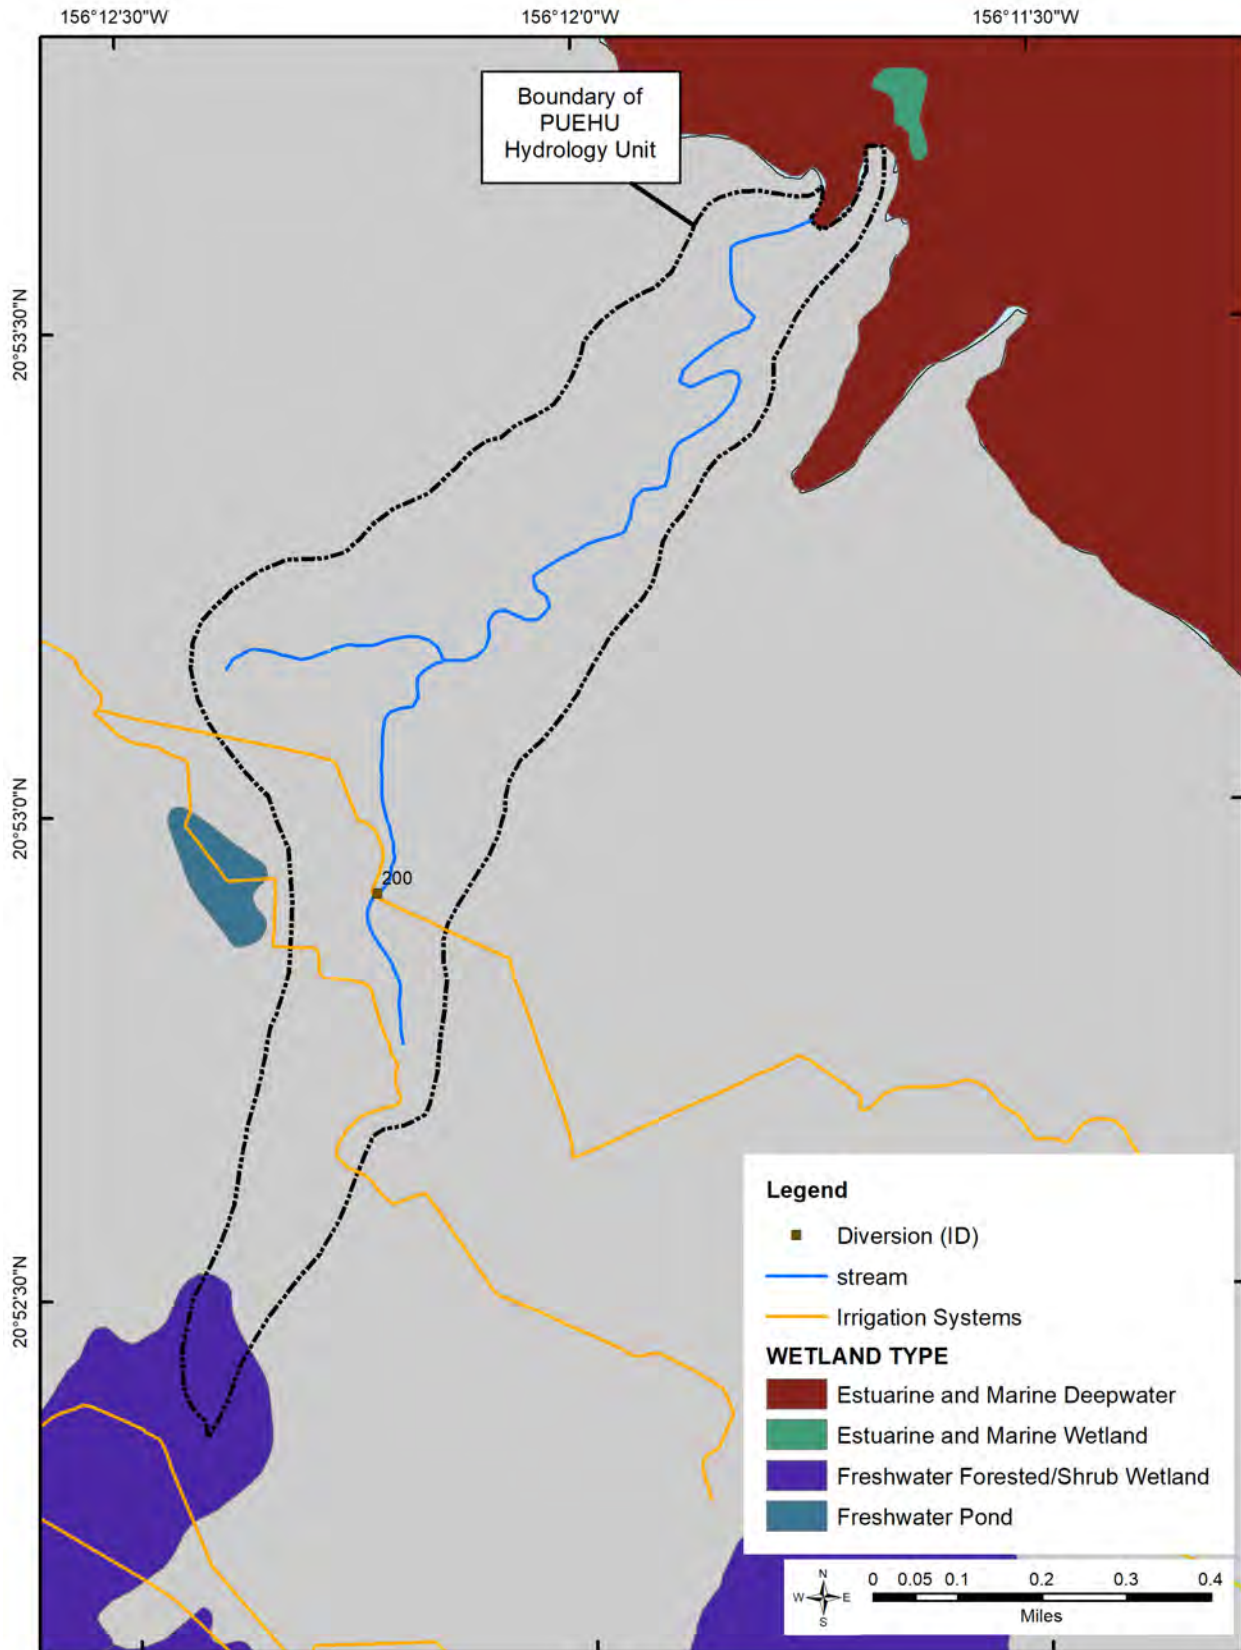 156°12'30"W
156°12'0"W
156°11'30"W
Boundary of
PUEHU
Hydrology Unit
20°53'30"N
20°53'0"N
200
20°52'30"N
Legend
Diversion (ID)
stream
Irrigation Systems
WETLAND TYPE
Estuarine and Marine Deepwater
Estuarine and Marine Wetland
Freshwater Forested/Shrub Wetland
Freshwater Pond
N
W E
S
0 0.05 0.1 0.2 0.3 0.4
Miles